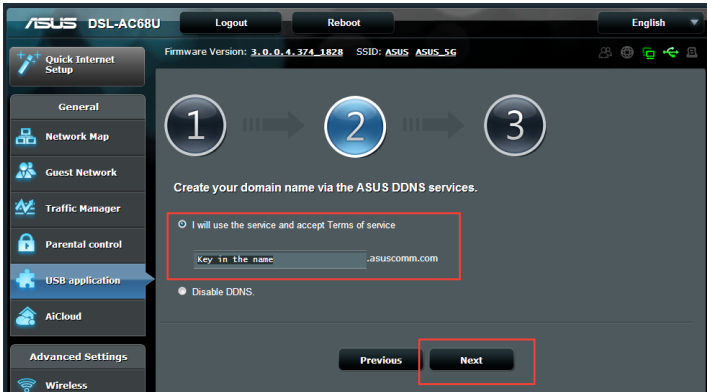 ASUS DSL-AC68U Logout Reboot English
Quick Internet Setup
Firmware Version: 3.0.0.4.374_1828 SSID: ASUS ASUS_5G
General
Network Map
Guest Network
Traffic Manager
Parental control
USB application
AiCloud
Advanced Settings
Wireless
1 2 3
Create your domain name via the ASUS DDNS services.
I will use the service and accept Terms of service
Key in the name .asuscomm.com
Disable DDNS.
Previous Next